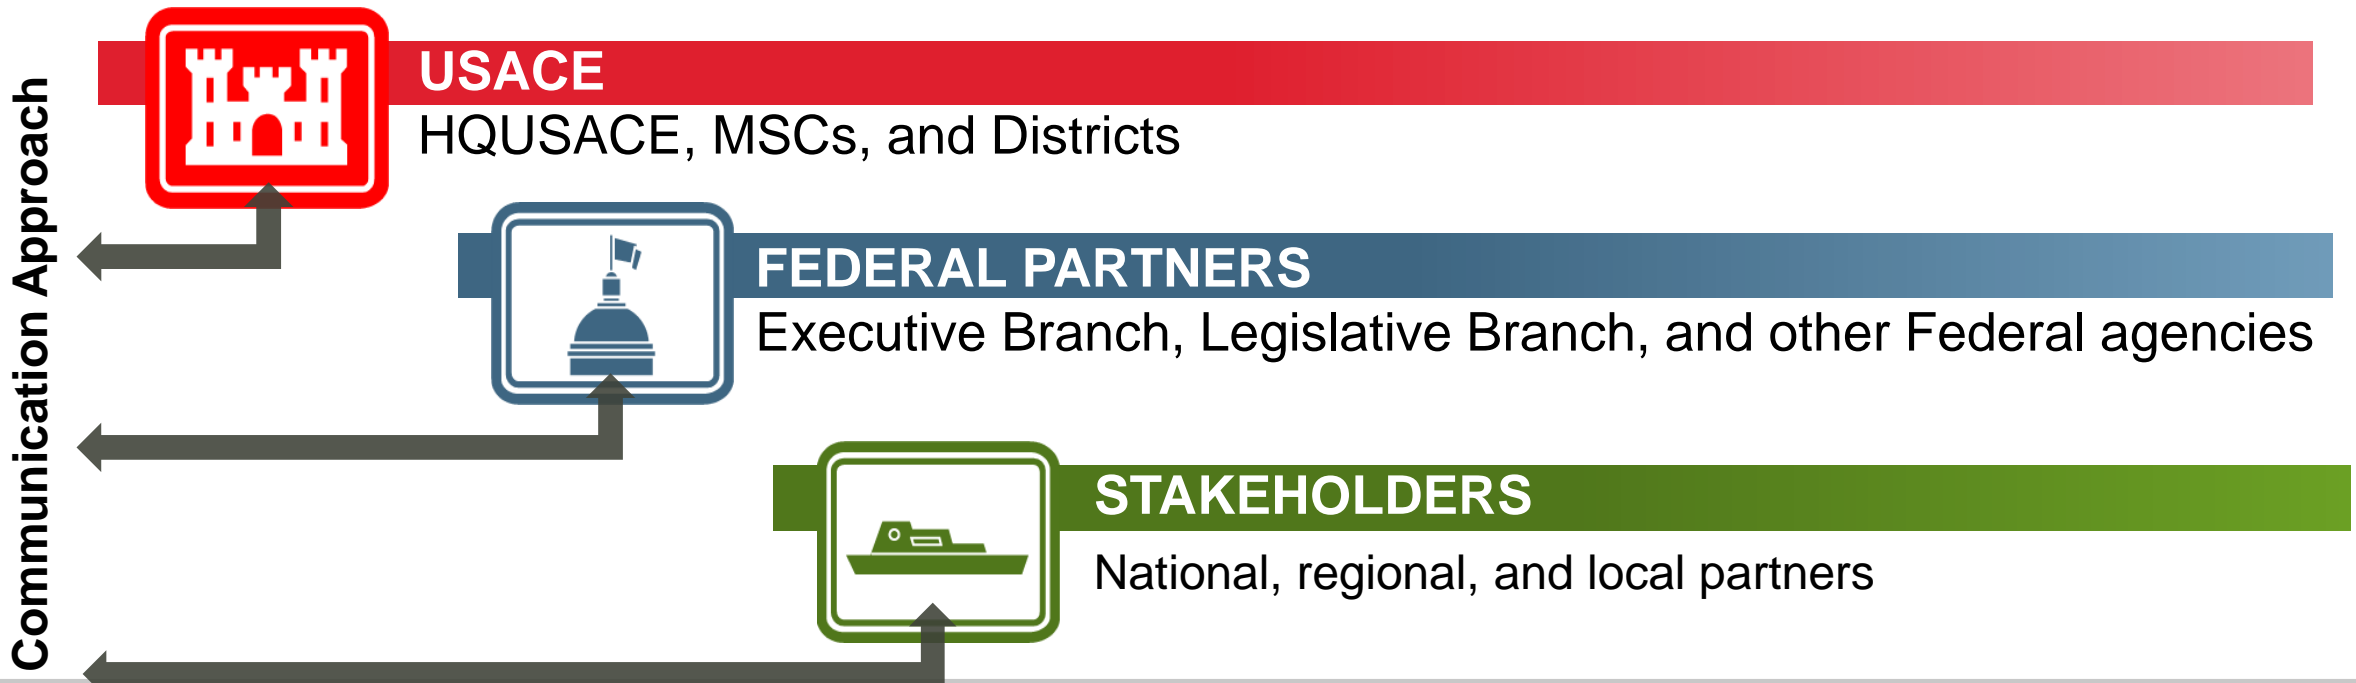 Communication Approach
USACE
HQUSACE, MSCs, and Districts
FEDERAL PARTNERS
Executive Branch, Legislative Branch, and other Federal agencies
STAKEHOLDERS
National, regional, and local partners